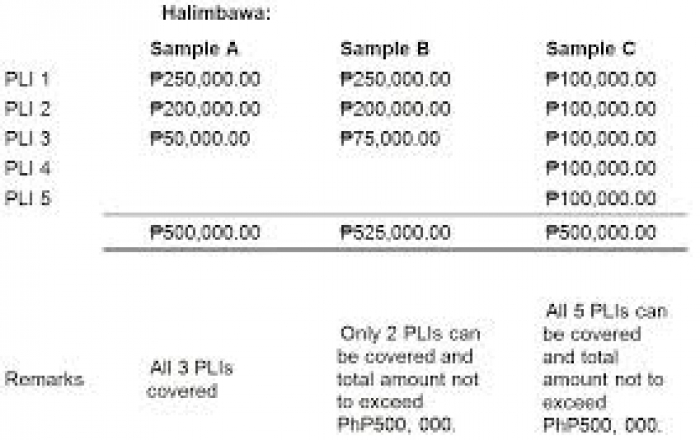 Halimbawa:
Sample A Sample B Sample C
PLI 1 ₱250,000.00 ₱250,000.00 ₱100,000.00
PLI 2 ₱200,000.00 ₱200,000.00 ₱100,000.00
PLI 3 ₱50,000.00 ₱75,000.00 ₱100,000.00
PLI 4 ₱100,000.00
PLI 5 ₱100,000.00
₱500,000.00 ₱525,000.00 ₱500,000.00
Remarks
All 3 PLIs
covered
Only 2 PLIs can
be covered and
total amount not
to exceed
PhP500, 000.
All 5 PLIs can
be covered
and total
amount not to
exceed
PhP500, 000.